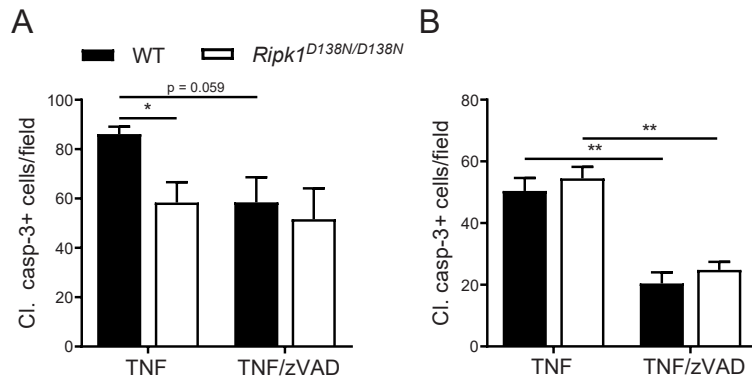 A
B
WT
Ripk1D138N/D138N
p = 0.059
*
Cl. casp-3+ cells/field
100
80
60
40
20
0
TNF
TNF/zVAD
**
**
Cl. casp-3+ cells/field
80
60
40
20
0
TNF
TNF/zVAD